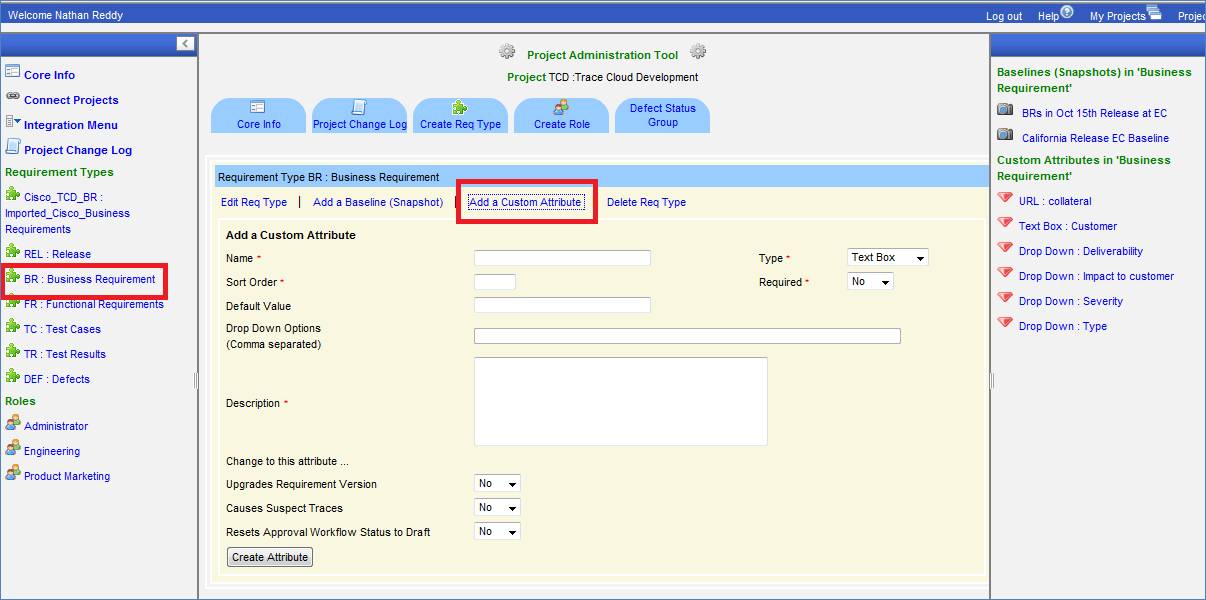 Welcome Nathan Reddy
Log out Help My Projects Projec
Core Info
Connect Projects
Integration Menu
Project Change Log
Requirement Types
Cisco_TCD_BR :
Imported_Cisco_Business
Requirements
REL : Release
BR : Business Requirement
FR : Functional Requirements
TC : Test Cases
TR : Test Results
DEF : Defects
Roles
Administrator
Engineering
Product Marketing
Project Administration Tool
Project TCD :Trace Cloud Development
Core Info
Project Change Log
Create Req Type
Create Role
Defect Status
Group
Requirement Type BR : Business Requirement
Edit Req Type | Add a Baseline (Snapshot) | Add a Custom Attribute Delete Req Type
Add a Custom Attribute
Name * Type * Text Box
Sort Order * Required * No
Default Value
Drop Down Options
(Comma separated)
Description *
Change to this attribute ...
Upgrades Requirement Version No
Causes Suspect Traces No
Resets Approval Workflow Status to Draft No
Create Attribute
Baselines (Snapshots) in 'Business
Requirement'
BRs in Oct 15th Release at EC
California Release EC Baseline
Custom Attributes in 'Business
Requirement'
URL : collateral
Text Box : Customer
Drop Down : Deliverability
Drop Down : Impact to customer
Drop Down : Severity
Drop Down : Type